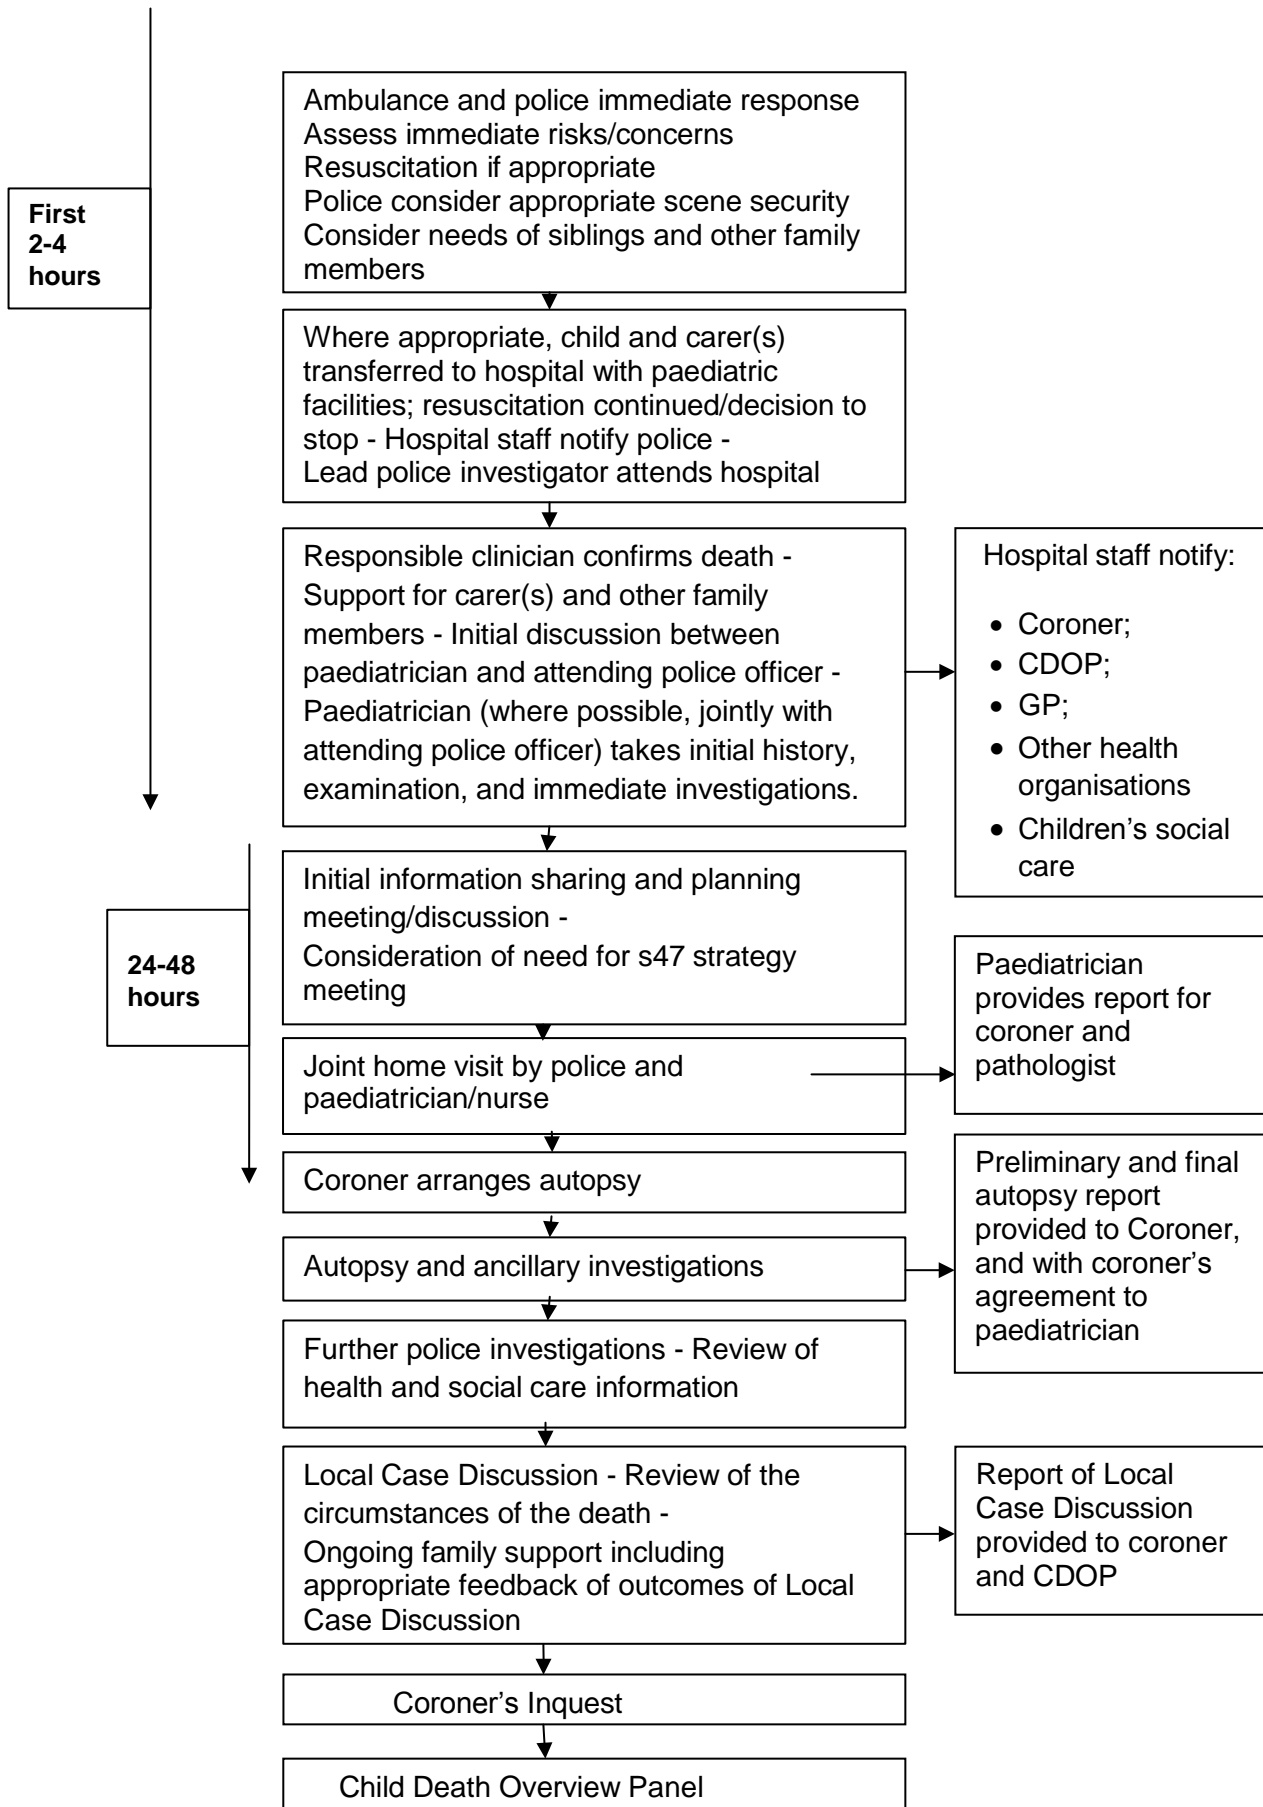 Ambulance and police immediate response
Assess immediate risks/concerns
Resuscitation if appropriate
Police consider appropriate scene security
Consider needs of siblings and other family
members
First
2-4
hours
Where appropriate, child and carer(s)
transferred to hospital with paediatric
facilities; resuscitation continued/decision to
stop - Hospital staff notify police -
Lead police investigator attends hospital
Responsible clinician confirms death -
Support for carer(s) and other family
members - Initial discussion between
paediatrician and attending police officer -
Paediatrician (where possible, jointly with
attending police officer) takes initial history,
examination, and immediate investigations.
Hospital staff notify:
• Coroner;
• CDOP;
• GP;
• Other health
organisations
• Children's social
care
Initial information sharing and planning
meeting/discussion -
Consideration of need for s47 strategy
meeting
24-48
hours
Joint home visit by police and
paediatrician/nurse
Paediatrician
provides report for
coroner and
pathologist
Coroner arranges autopsy
Autopsy and ancillary investigations
Preliminary and final
autopsy report
provided to Coroner,
and with coroner's
agreement to
paediatrician
Further police investigations - Review of
health and social care information
Local Case Discussion - Review of the
circumstances of the death -
Ongoing family support including
appropriate feedback of outcomes of Local
Case Discussion
Report of Local
Case Discussion
provided to coroner
and CDOP
Coroner's Inquest
Child Death Overview Panel